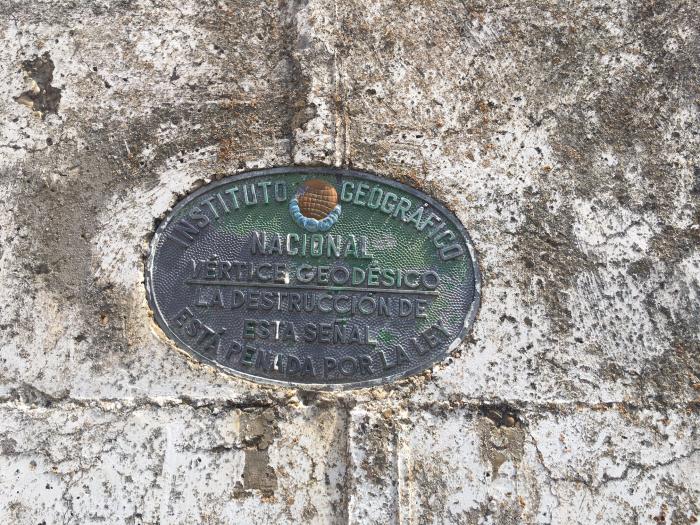 INSTITUTO GEOGRÁFICO
NACIONAL
VÉRTICE GEODÉSICO
LA DESTRUCCIÓN DE
ESTA SEÑAL
ESTÁ PENADA POR LA LEY